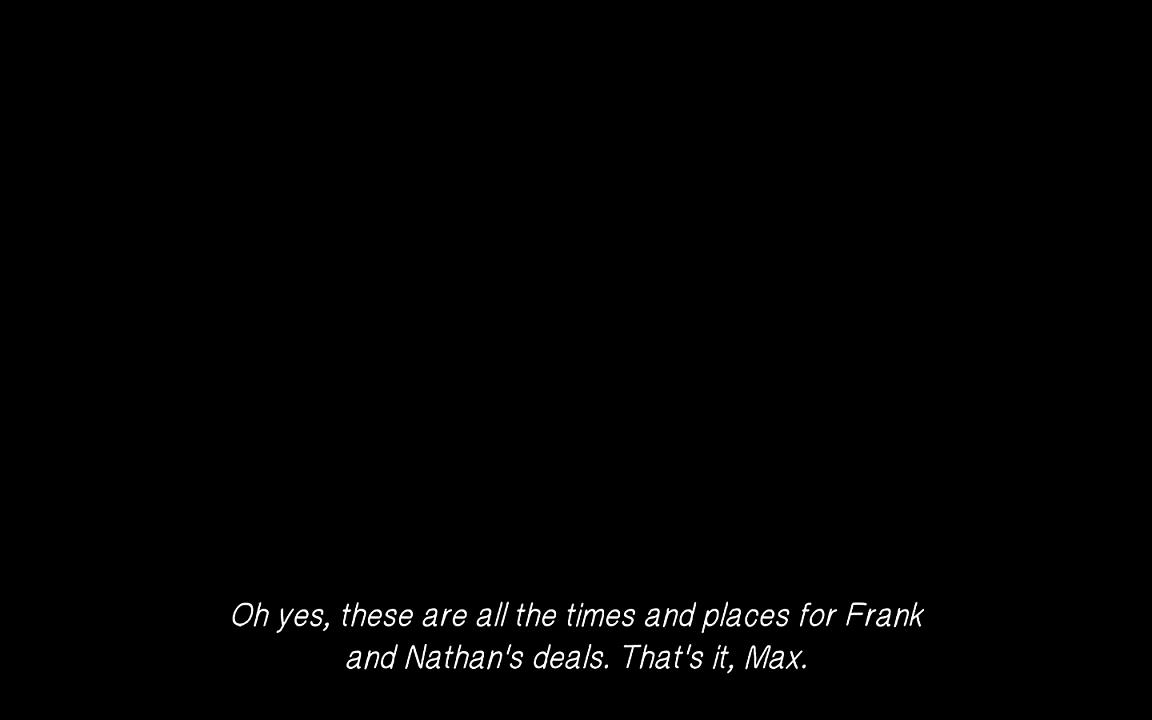 Oh yes, these are all the times and places for Frank
and Nathan's deals. That's it, Max.